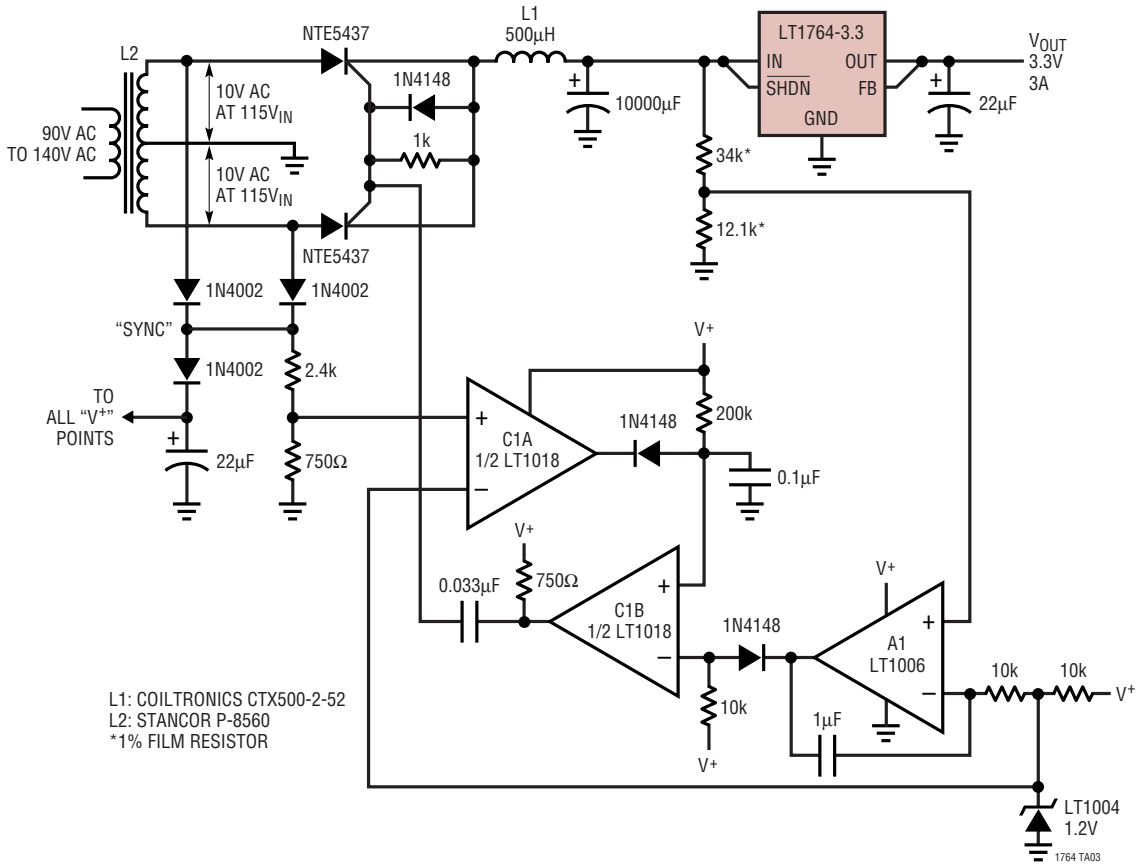 L1
500μH
NTE5437
L2
1N4148
10V AC
AT 115VIN
90V AC
TO 140V AC
10V AC
AT 115VIN
1k
NTE5437
10000μF
LT1764-3.3
IN
OUT
SHDN
FB
GND
VOUT
3.3V
3A
22μF
34k*
12.1k*
1N4002
1N4002
“SYNC”
1N4002
2.4k
TO
ALL “V+”
POINTS
22μF
750Ω
V+
200k
1N4148
0.1μF
+
C1A
1/2 LT1018
–
V+
750Ω
0.033μF
+
C1B
1/2 LT1018
–
1N4148
10k
V+
V+
+
A1
LT1006
–
10k
10k
V+
1μF
LT1004
1.2V
L1: COILTRONICS CTX500-2-52
L2: STANCOR P-8560
*1% FILM RESISTOR
1764 TA03